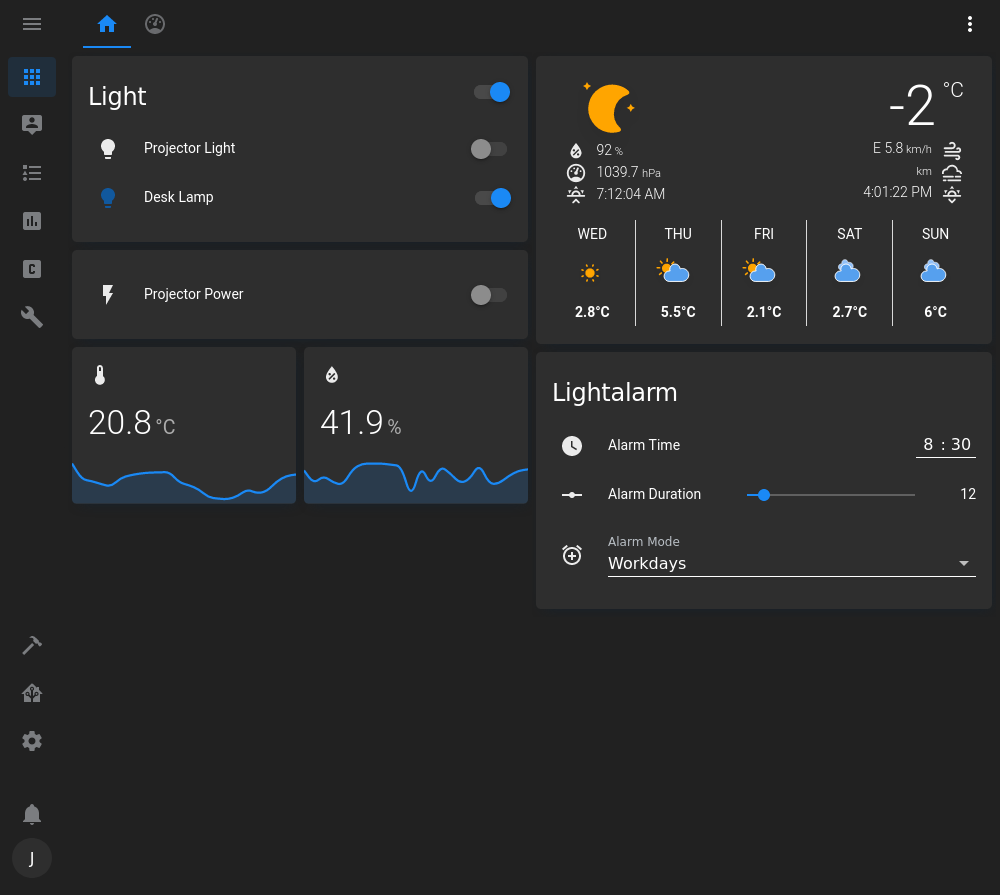 Light
Projector Light
Desk Lamp
Projector Power
20.8 °C
41.9 %
-2 °C
92 %
E 5.8 km/h
1039.7 hPa
km
7:12:04 AM
4:01:22 PM
WED THU FRI SAT SUN
2.8°C 5.5°C 2.1°C 2.7°C 6°C
Lightalarm
Alarm Time 8 : 30
Alarm Duration 12
Alarm Mode
Workdays
C
J